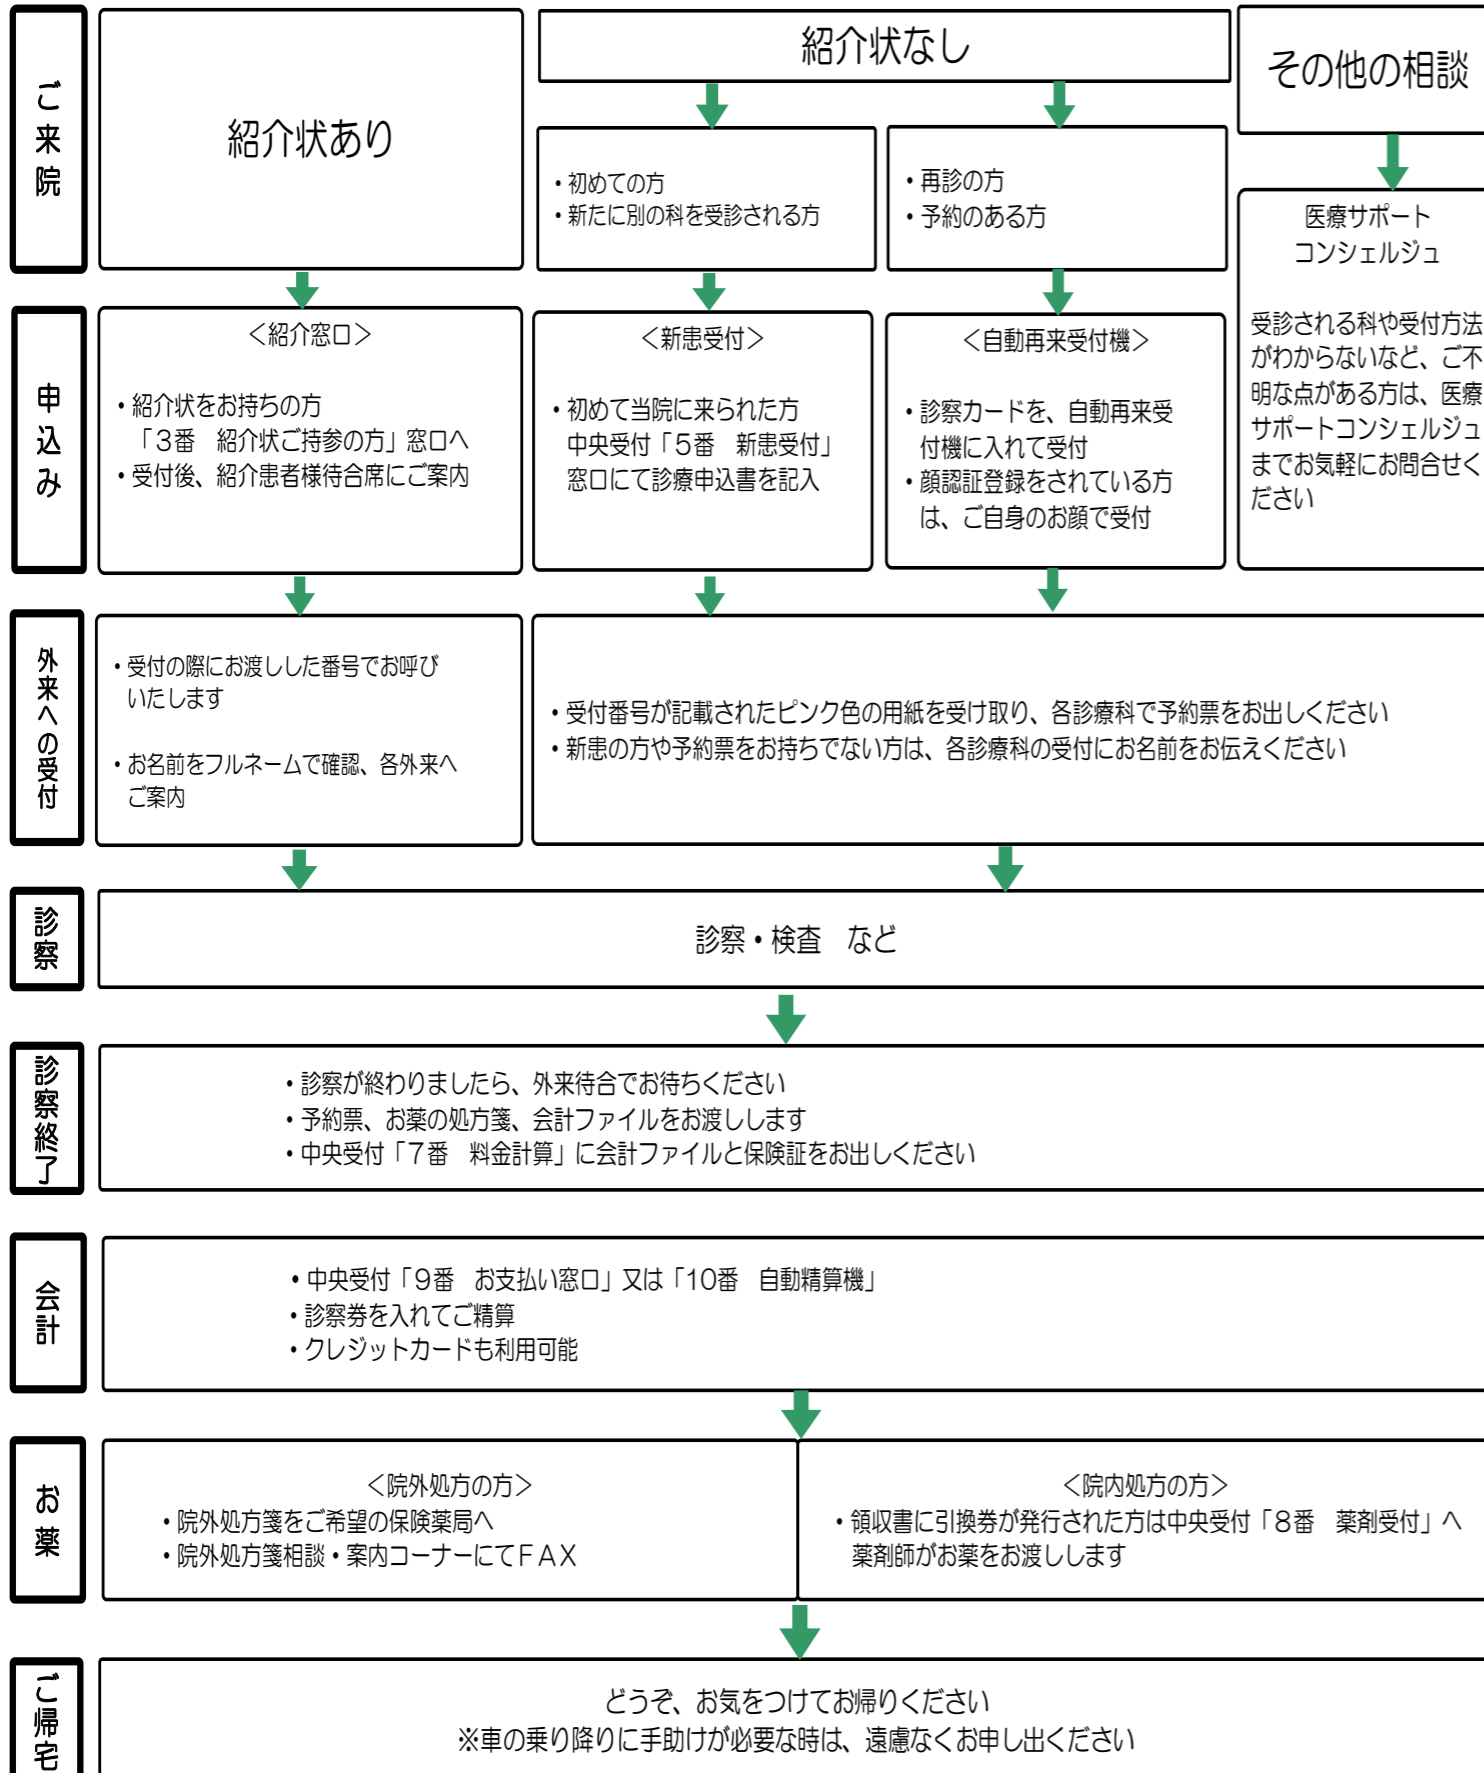 ご来院
紹介状あり
紹介状なし
・初めての方
・新たに別の科を受診される方
・再診の方
・予約のある方
その他の相談
医療サポート
コンシェルジュ
受診される科や受付方法
がわからないなど、ご不
明な点がある方は、医療
サポートコンシェルジュ
までお気軽にお問合せく
ださい
申込み
＜紹介窓口＞
・紹介状をお持ちの方
「３番　紹介状ご持参の方」窓口へ
・受付後、紹介患者様待合席にご案内
＜新患受付＞
・初めて当院に来られた方
中央受付「５番　新患受付」
窓口にて診療申込書を記入
＜自動再来受付機＞
・診察カードを、自動再来受
付機に入れて受付
・顔認証登録をされている方
は、ご自身のお顔で受付
外来への受付
・受付の際にお渡しした番号でお呼び
いたします
・お名前をフルネームで確認、各外来へ
ご案内
・受付番号が記載されたピンク色の用紙を受け取り、各診療科で予約票をお出しください
・新患の方や予約票をお持ちでない方は、各診療科の受付にお名前をお伝えください
診察
診察・検査　など
診察終了
・診察が終わりましたら、外来待合でお待ちください
・予約票、お薬の処方箋、会計ファイルをお渡しします
・中央受付「７番　料金計算」に会計ファイルと保険証をお出しください
会計
・中央受付「９番　お支払い窓口」又は「10番　自動精算機」
・診察券を入れてご精算
・クレジットカードも利用可能
お薬
＜院外処方の方＞
・院外処方箋をご希望の保険薬局へ
・院外処方箋相談・案内コーナーにてＦＡＸ
＜院内処方の方＞
・領収書に引換券が発行された方は中央受付「８番　薬剤受付」へ
薬剤師がお薬をお渡しします
ご帰宅
どうぞ、お気をつけてお帰りください
※車の乗り降りに手助けが必要な時は、遠慮なくお申し出ください